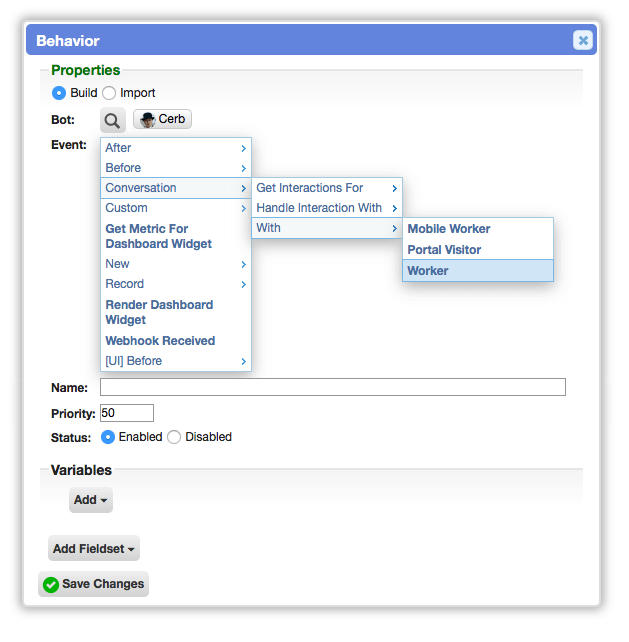 Behavior
Properties
Build Import
Bot: Cerb
Event:
After
Before
Conversation
Custom
Get Metric For
Dashboard Widget
New
Record
Render Dashboard
Widget
Webhook Received
[UI] Before
Get Interactions For
Handle Interaction With
With
Mobile Worker
Portal Visitor
Worker
Name:
Priority: 50
Status: Enabled Disabled
Variables
Add
Add Fieldset
Save Changes